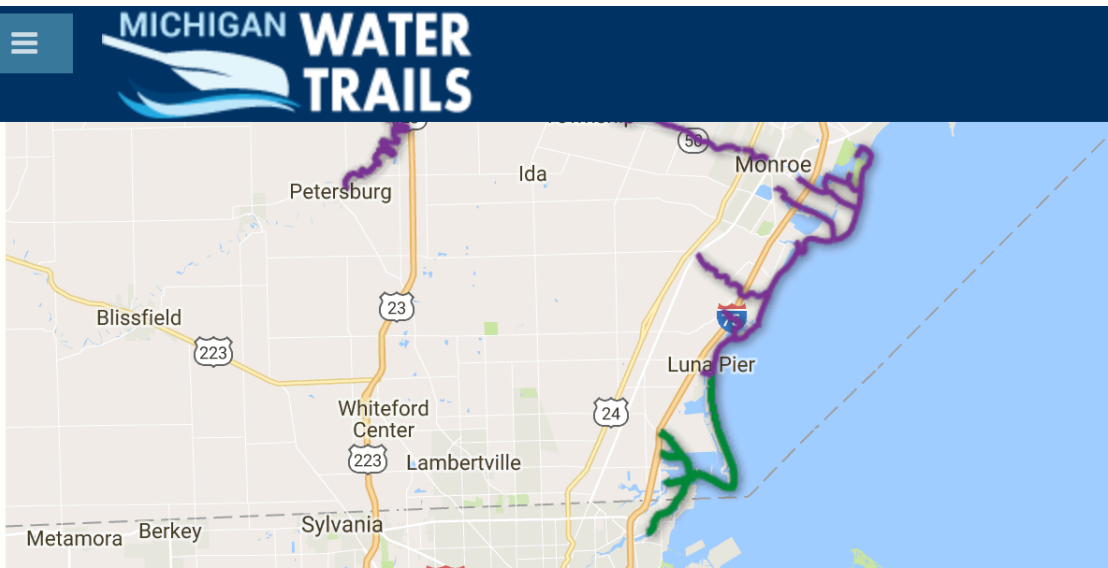 MICHIGAN WATER
TRAILS
50
Monroe
Ida
Petersburg
23
Blissfield
223
75
Luna Pier
24
Whiteford
Center
223
Lambertville
Sylvania
Berkey
Metamora